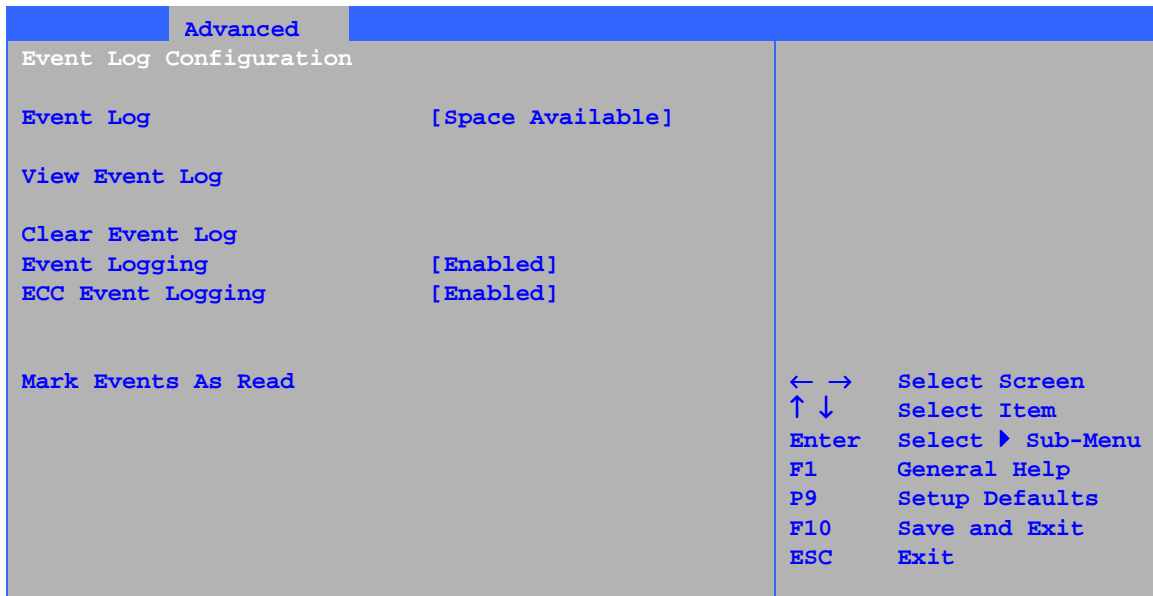 Advanced
Event Log Configuration
Event Log [Space Available]
View Event Log
Clear Event Log
Event Logging [Enabled]
ECC Event Logging [Enabled]
Mark Events As Read
← → Select Screen
↑ ↓ Select Item
Enter Select ▶ Sub-Menu
F1 General Help
P9 Setup Defaults
F10 Save and Exit
ESC Exit